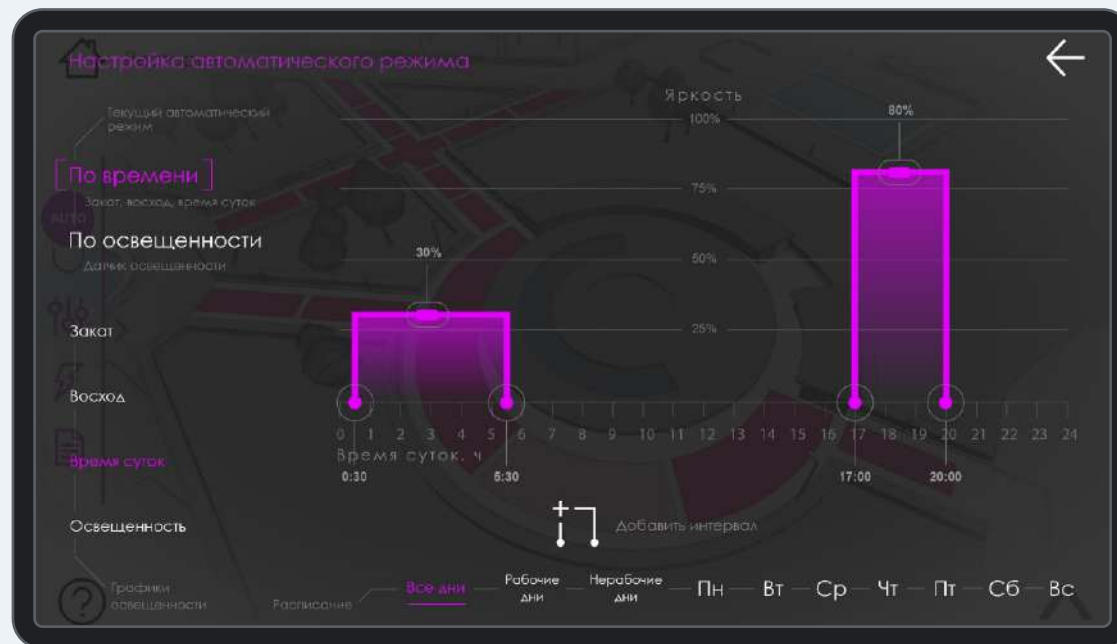 Настройка автоматического режима
Текущий автоматический
режим
По времени
Закат, восход, время суток
AUTO
По освещенности
Датчик освещенности
Закат
Восход
Время суток
Освещенность
Графики
освещенности
Яркость
100%
80%
75%
50%
30%
25%
0 1 2 3 4 5 6 7 8 9 10 11 12 13 14 15 16 17 18 19 20 21 22 23 24
Время суток, ч
0:30 5:30 17:00 20:00
Добавить интервал
Расписание Все дни Рабочие дни Нерабочие дни Пн Вт Ср Чт Пт Сб Вс
?